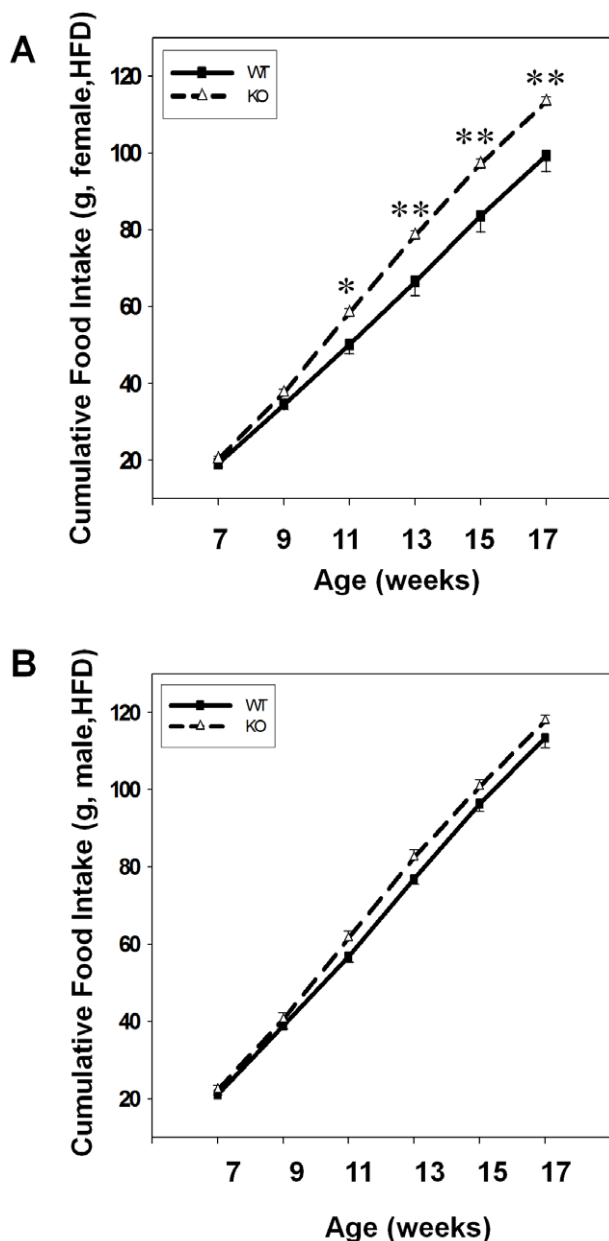 A
Cumulative Food Intake (g, female,HFD)
WT
KO
120
100
80
60
40
20
*
**
**
**
7 9 11 13 15 17
Age (weeks)
B
Cumulative Food Intake (g, male,HFD)
WT
KO
120
100
80
60
40
20
7 9 11 13 15 17
Age (weeks)